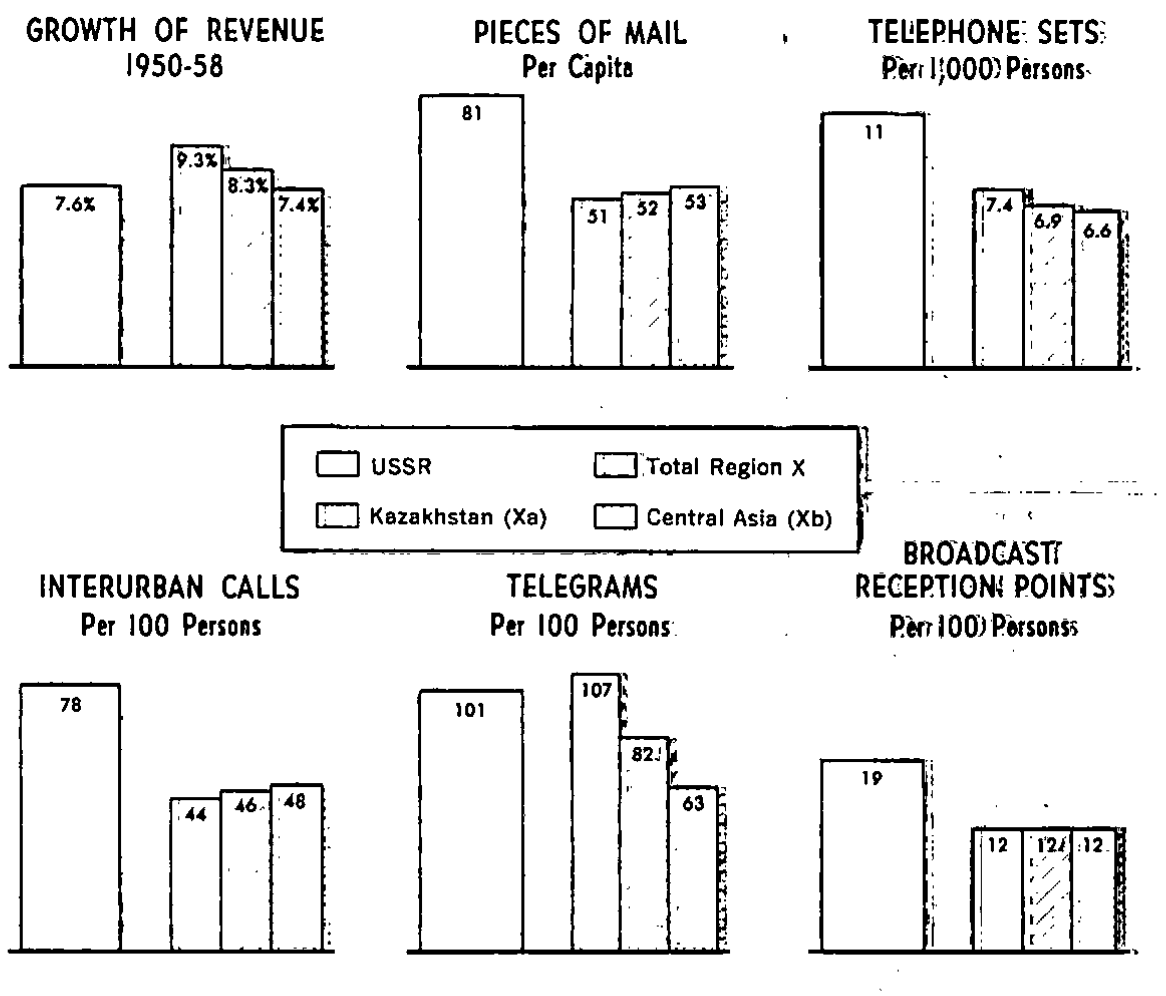 GROWTH OF REVENUE
1950-58
7.6%
9.3%
8.3%
7.4%
PIECES OF MAIL
Per Capita
81
51
52
53
TELEPHONE SETS
Per 1,000 Persons
11
7.4
6.9
6.6
USSR
Total Region X
Kazakhstan (Xa)
Central Asia (Xb)
INTERURBAN CALLS
Per 100 Persons
78
44
46
48
TELEGRAMS
Per 100 Persons
101
107
82
63
BROADCAST
RECEPTION POINTS
Per 100 Persons
19
12
12
12